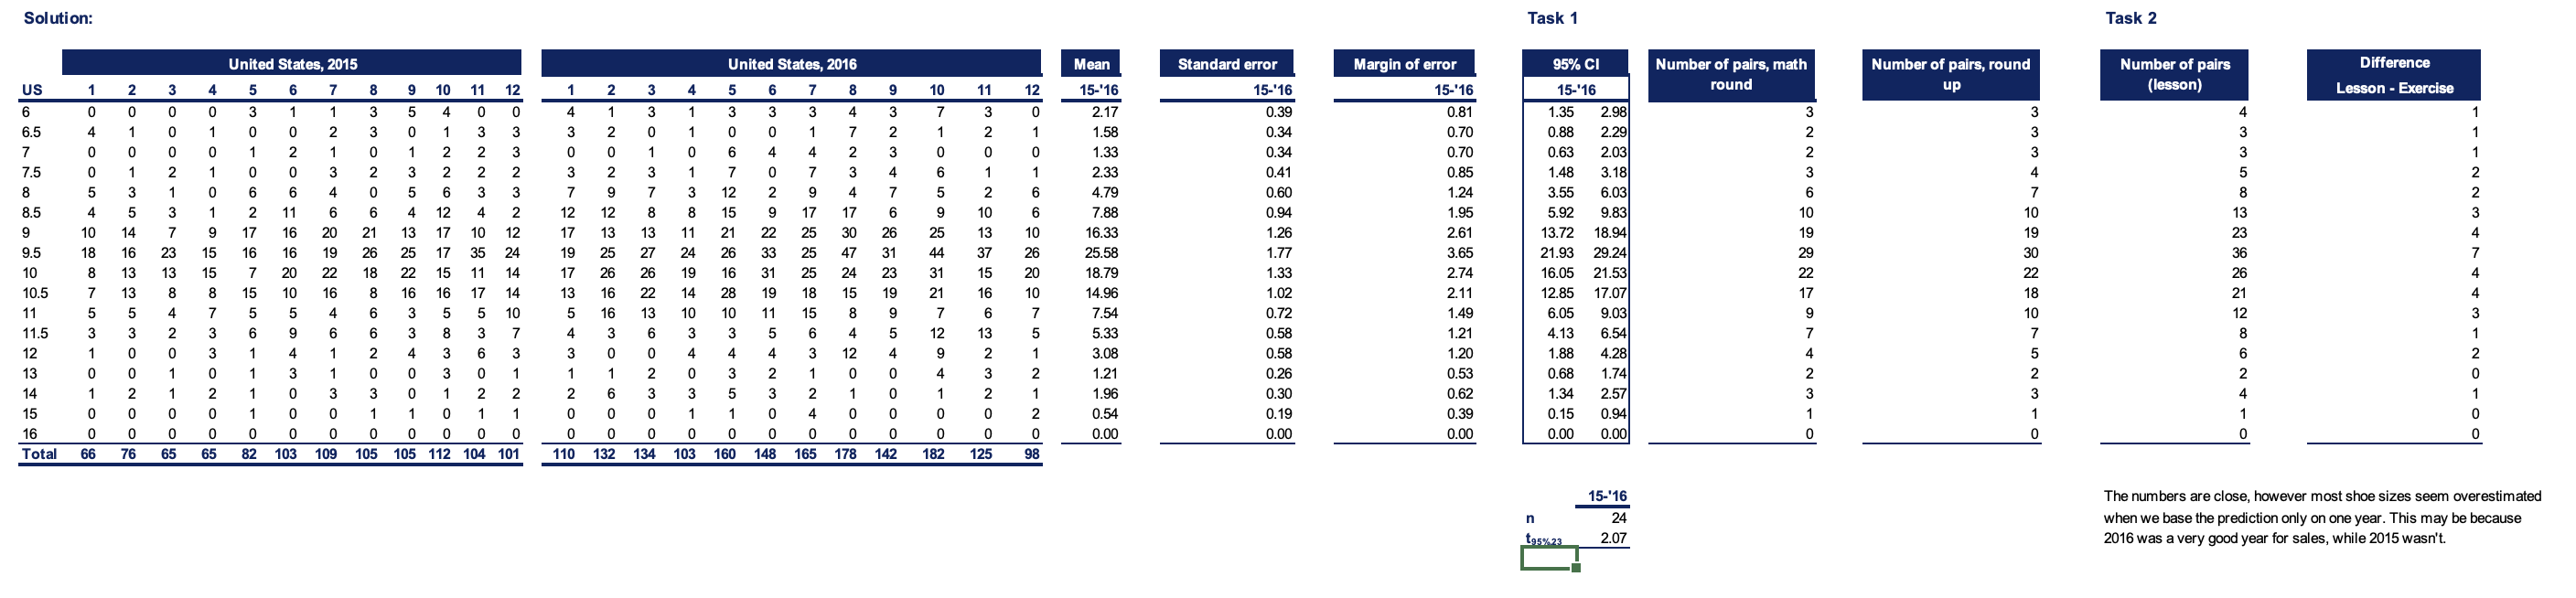 Solution: Task 1 Task 2
United States, 2015 United States, 2016 Mean Standard error Margin of error 95% CI Number of pairs, math round Number of pairs, round up Number of pairs (lesson) Difference Lesson - Exercise
US 1 2 3 4 5 6 7 8 9 10 11 12 1 2 3 4 5 6 7 8 9 10 11 12 15-'16 15-'16 15-'16 15-'16
6 0 0 0 0 3 1 1 3 5 4 0 0 4 1 3 1 3 3 3 4 3 7 3 0 2.17 0.39 0.81 1.35 2.98 3 3 4 1
6.5 4 1 0 1 0 0 2 3 0 1 3 3 3 2 0 1 0 0 1 7 2 1 2 1 1.58 0.34 0.70 0.88 2.29 2 3 3 1
7 0 0 0 0 1 2 1 0 1 2 2 3 0 0 1 0 6 4 4 2 3 0 0 0 1.33 0.34 0.70 0.63 2.03 2 3 3 1
7.5 0 1 2 1 0 0 3 2 3 2 2 2 3 2 3 1 7 0 7 3 4 6 1 1 2.33 0.41 0.85 1.48 3.18 3 4 5 2
8 5 3 1 0 6 6 4 0 5 6 3 3 7 9 7 3 12 2 9 4 7 5 2 6 4.79 0.60 1.24 3.55 6.03 6 7 8 2
8.5 4 5 3 1 2 11 6 6 4 12 4 2 12 12 8 8 15 9 17 17 6 9 10 6 7.88 0.94 1.95 5.92 9.83 10 10 13 3
9 10 14 7 9 17 16 20 21 13 17 10 12 17 13 13 11 21 22 25 30 26 25 13 10 16.33 1.26 2.61 13.72 18.94 19 19 23 4
9.5 18 16 23 15 16 16 19 26 25 17 35 24 19 25 27 24 26 33 25 47 31 44 37 26 25.58 1.77 3.65 21.93 29.24 29 30 36 7
10 8 13 13 15 7 20 22 18 22 15 11 14 17 26 26 19 16 31 25 24 23 31 15 20 18.79 1.33 2.74 16.05 21.53 22 22 26 4
10.5 7 13 8 8 15 10 16 8 16 16 17 14 13 16 22 14 28 19 18 15 19 21 16 10 14.96 1.02 2.11 12.85 17.07 17 18 21 4
11 5 5 4 7 5 5 4 6 3 5 5 10 5 16 13 10 10 11 15 8 9 7 6 7 7.54 0.72 1.49 6.05 9.03 9 10 12 3
11.5 3 3 2 3 6 9 6 6 3 8 3 7 4 3 6 3 3 5 6 4 5 12 13 5 5.33 0.58 1.21 4.13 6.54 7 7 8 1
12 1 0 0 3 1 4 1 2 4 3 6 3 3 0 0 4 4 4 3 12 4 9 2 1 3.08 0.58 1.20 1.88 4.28 4 5 6 2
13 0 0 1 0 1 3 1 0 0 3 0 1 1 1 2 0 3 2 1 0 0 4 3 2 1.21 0.26 0.53 0.68 1.74 2 2 2 0
14 1 2 1 2 1 0 3 3 0 1 2 2 2 6 3 3 5 3 2 1 0 1 2 1 1.96 0.30 0.62 1.34 2.57 3 3 4 1
15 0 0 0 0 1 0 0 1 1 0 1 1 0 0 0 1 1 0 4 0 0 0 0 2 0.54 0.19 0.39 0.15 0.94 1 1 1 0
16 0 0 0 0 0 0 0 0 0 0 0 0 0 0 0 0 0 0 0 0 0 0 0 0 0.00 0.00 0.00 0.00 0.00 0 0 0 0
Total 66 76 65 65 82 103 109 105 105 112 104 101 110 132 134 103 160 148 165 178 142 182 125 98
15-'16
n 24
t95%,23 2.07
The numbers are close, however most shoe sizes seem overestimated
when we base the prediction only on one year. This may be because
2016 was a very good year for sales, while 2015 wasn't.